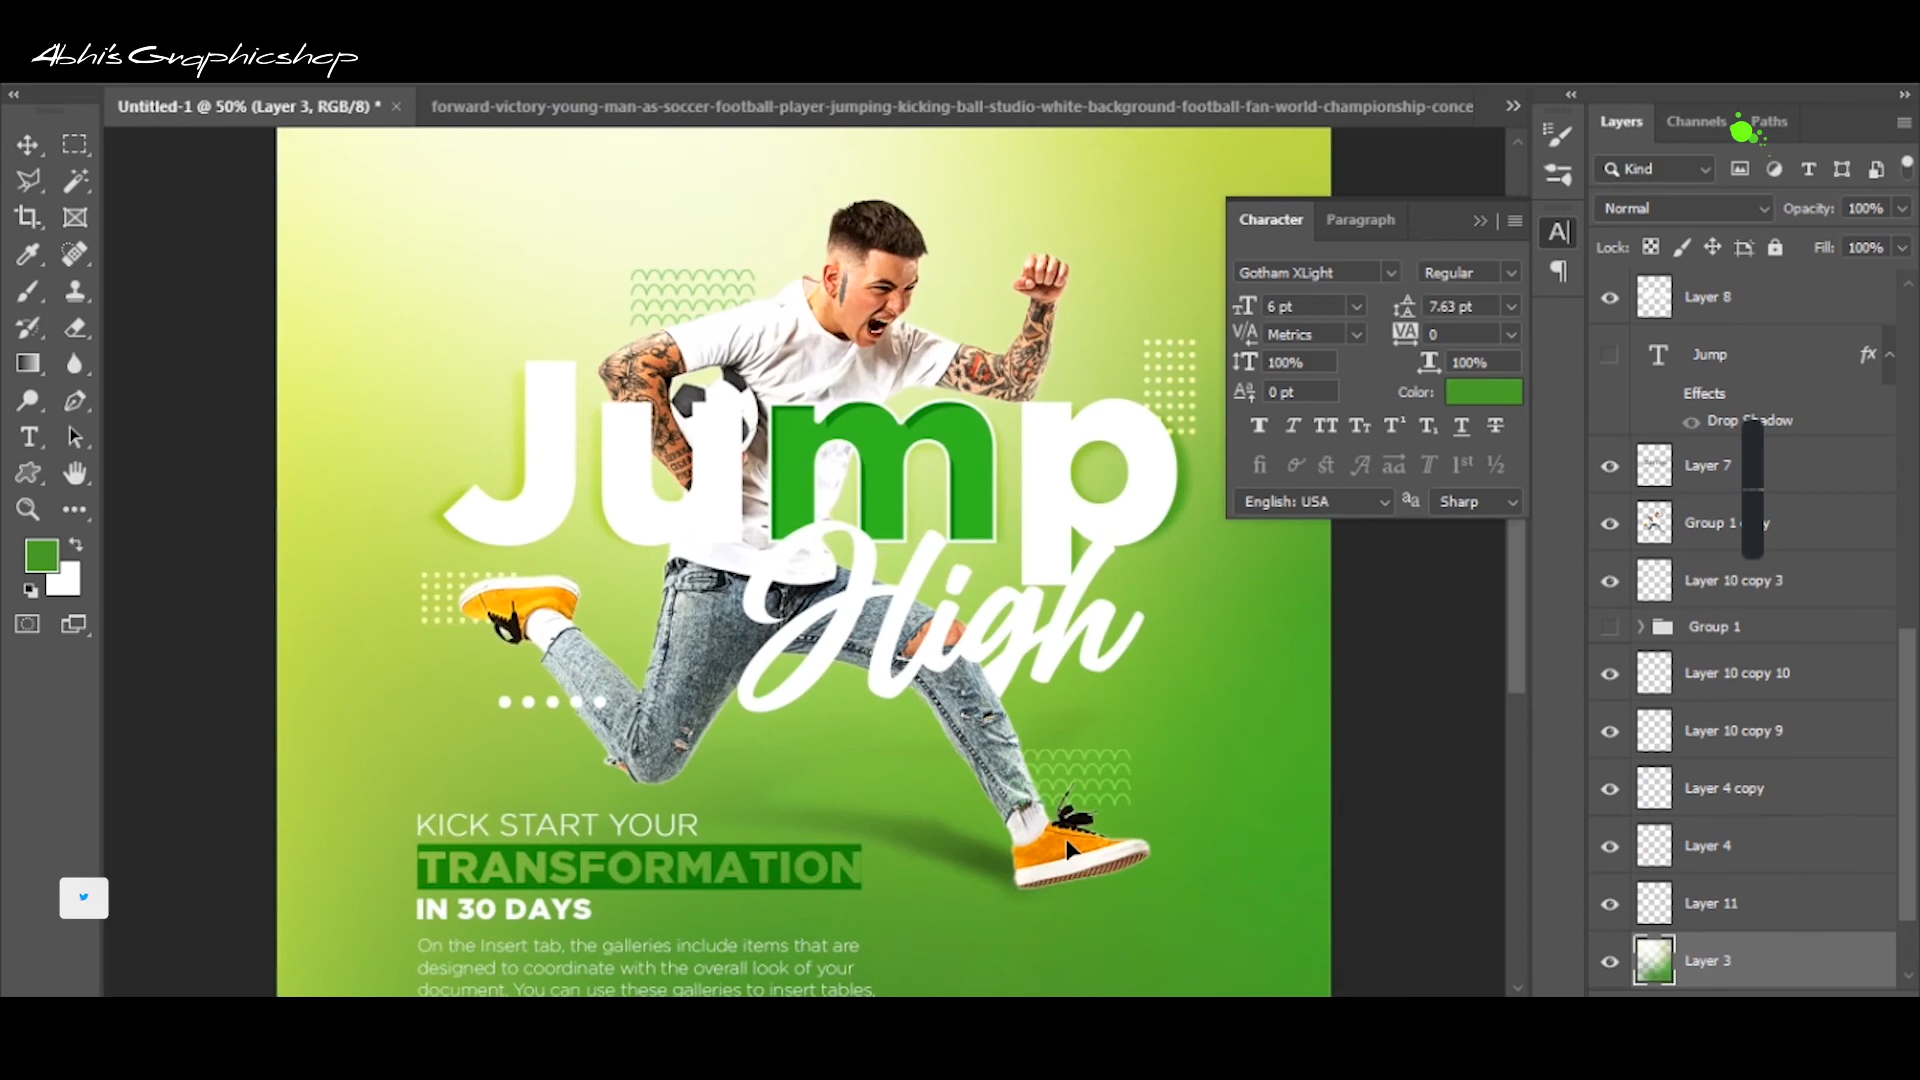 Abhi's Graphicshop
Untitled-1 @ 50% (Layer 3, RGB/8) *
forward-victory-young-man-as-soccer-football-player-jumping-kicking-ball-studio-white-background-football-fan-world-championship-conce
Layers
Channels
Paths
Kind
Normal
Opacity: 100%
Lock:
Fill: 100%
Layer 8
Jump
fx
Effects
Drop Shadow
Layer 7
Group 1
Layer 10 copy 3
Group 1
Layer 10 copy 10
Layer 10 copy 9
Layer 4 copy
Layer 4
Layer 11
Layer 3
Character
Paragraph
Gotham XLight
Regular
6 pt
7.63 pt
Metrics
0
100%
100%
0 pt
Color:
English: USA
Sharp
Jump
High
KICK START YOUR
TRANSFORMATION
IN 30 DAYS
On the Insert tab, the galleries include items that are
designed to coordinate with the overall look of your
document. You can use these galleries to insert tables,